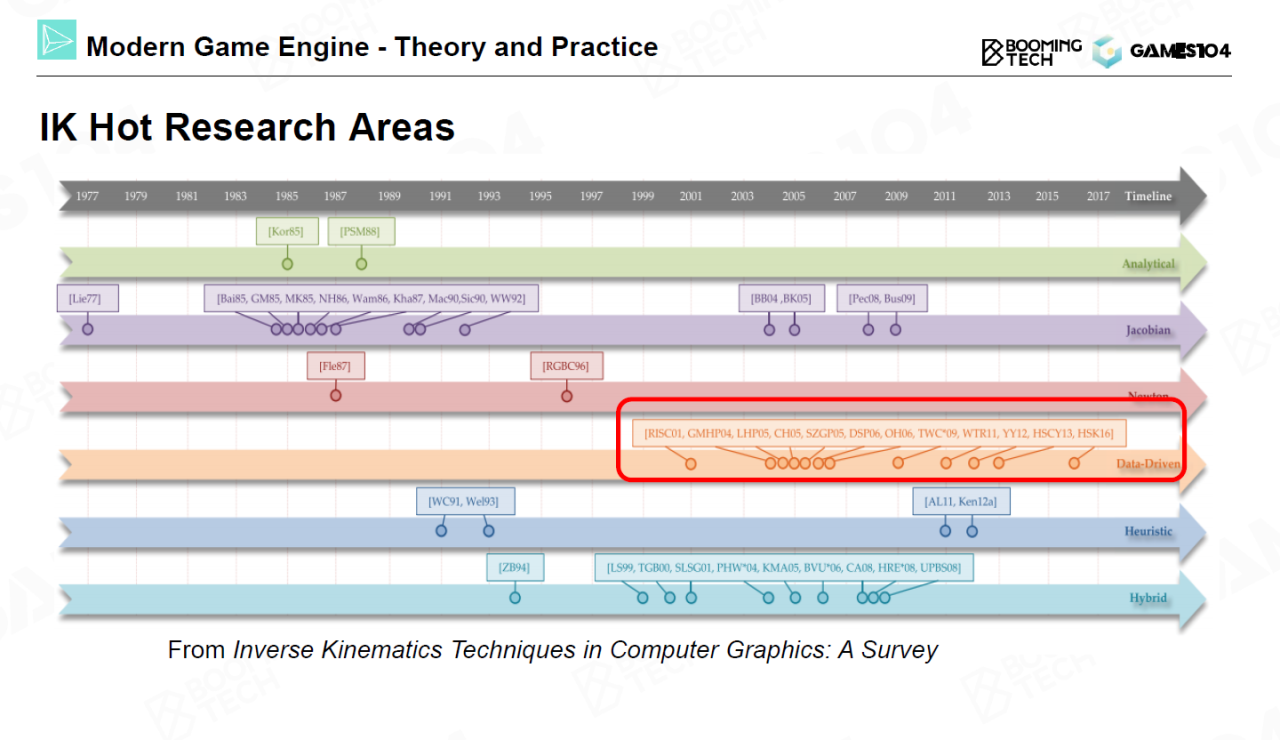 Modern Game Engine - Theory and Practice
BOOMING
TECH
GAMES104
IK Hot Research Areas
1977 1979 1981 1983 1985 1987 1989 1991 1993 1995 1997 1999 2001 2003 2005 2007 2009 2011 2013 2015 2017 Timeline
[Kor85] [PSM88]
Analytical
[Lie77] [Bai85, GM85, MK85, NH86, Wam86, Kha87, Mac90,Sic90, WW92] [BB04 ,BK05] [Pec08, Bus09]
Jacobian
[Fle87] [RGBC96]
Newton
[RISC01, GMHP04, LHP05, CH05, SZGP05, DSP06, OH06, TWC*09, WTR11, YY12, HSCY13, HSK16]
Data-Driven
[WC91, Wel93] [AL11, Ken12a]
Heuristic
[ZB94] [LS99, TGB00, SLSG01, PHW*04, KMA05, BVU*06, CA08, HRE*08, UPBS08]
Hybrid
From Inverse Kinematics Techniques in Computer Graphics: A Survey